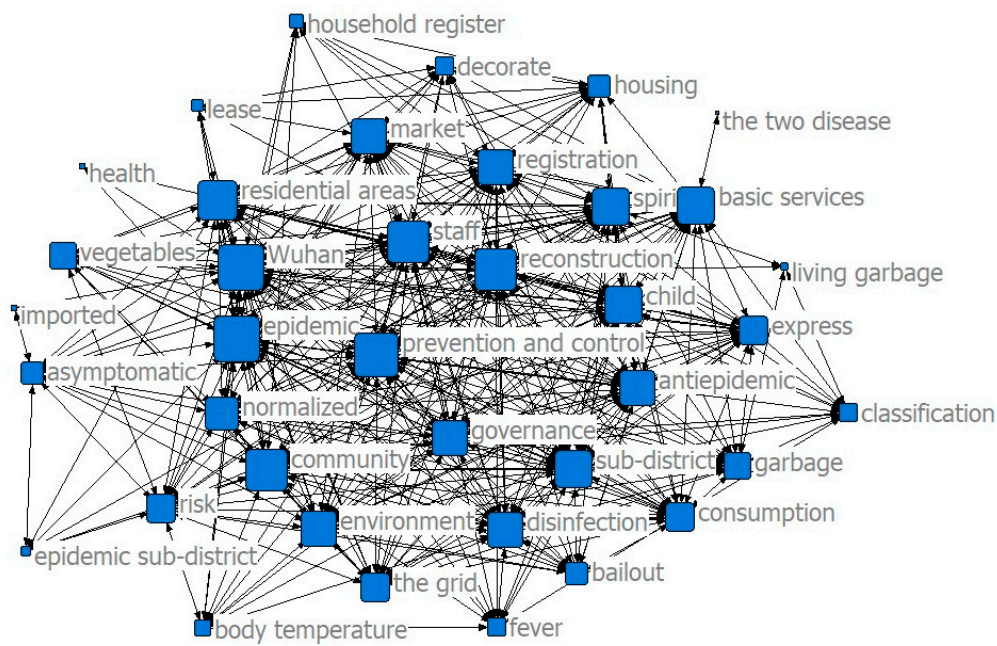 household register
decorate
housing
lease
the two disease
market
registration
health
residential areas
spiri
basic services
staff
vegetables
Wuhan
reconstruction
living garbage
child
imported
epidemic
express
prevention and control
asymptomatic
antiepidemic
normalized
classification
governance
community
sub-district
garbage
risk
environment
disinfection
consumption
epidemic sub-district
the grid
bailout
body temperature
fever